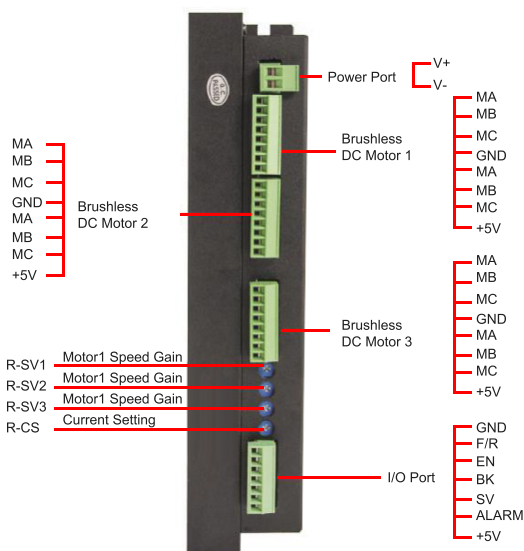 Power Port
V+
V-
Brushless
DC Motor 1
MA
MB
MC
GND
MA
MB
MC
+5V
MA
MB
MC
GND
MA
MB
MC
+5V
Brushless
DC Motor 2
Brushless
DC Motor 3
MA
MB
MC
GND
MA
MB
MC
+5V
R-SV1 Motor1 Speed Gain
R-SV2 Motor1 Speed Gain
R-SV3 Motor1 Speed Gain
R-CS Current Setting
I/O Port
GND
F/R
EN
BK
SV
ALARM
+5V